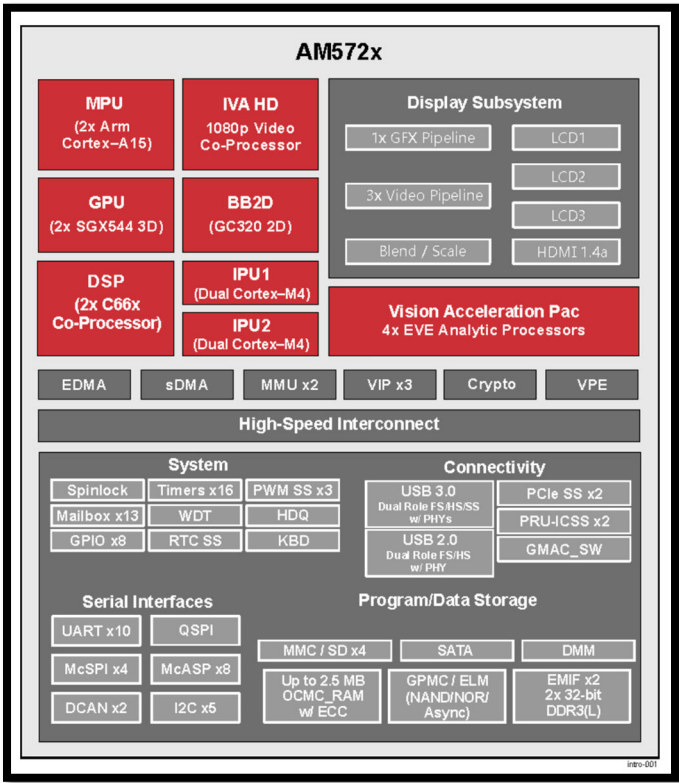 AM572x
MPU
(2x Arm
Cortex–A15)
IVA HD
1080p Video
Co-Processor
Display Subsystem
1x GFX Pipeline
LCD1
LCD2
3x Video Pipeline
LCD3
Blend / Scale
HDMI 1.4a
GPU
(2x SGX544 3D)
BB2D
(GC320 2D)
DSP
(2x C66x
Co-Processor)
IPU1
(Dual Cortex–M4)
IPU2
(Dual Cortex–M4)
Vision Acceleration Pac
4x EVE Analytic Processors
EDMA
sDMA
MMU x2
VIP x3
Crypto
VPE
High-Speed Interconnect
System
Spinlock
Timers x16
PWM SS x3
Mailbox x13
WDT
HDQ
GPIO x8
RTC SS
KBD
Connectivity
USB 3.0
Dual Role FS/HS/SS
w/ PHYs
PCIe SS x2
PRU-ICSS x2
USB 2.0
Dual Role FS/HS
w/ PHY
GMAC_SW
Serial Interfaces
UART x10
QSPI
McSPI x4
McASP x8
DCAN x2
I2C x5
Program/Data Storage
MMC / SD x4
SATA
DMM
Up to 2.5 MB
OCMC_RAM
w/ ECC
GPMC / ELM
(NAND/NOR/
Async)
EMIF x2
2x 32-bit
DDR3(L)
intro-001